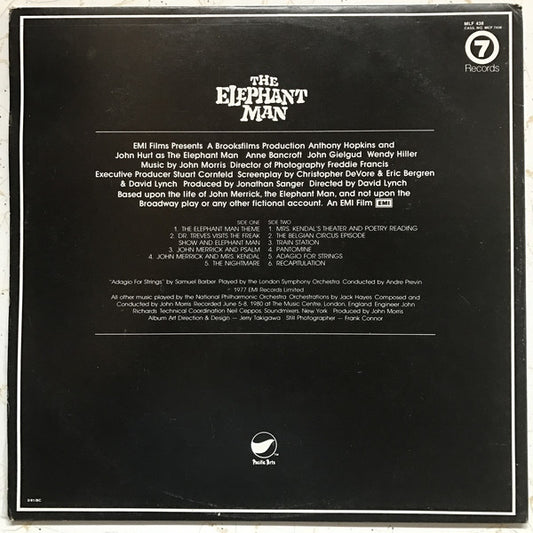 MLF 438
CASS. NO. MCF 7438
7
Records
THE
ELEPHANT
MAN
EMI Films Presents A Brooksfilms Production Anthony Hopkins and
John Hurt as The Elephant Man Anne Bancroft John Gielgud Wendy Hiller
Music by John Morris Director of Photography Freddie Francis
Executive Producer Stuart Cornfeld Screenplay by Christopher DeVore & Eric Bergren
& David Lynch Produced by Jonathan Sanger Directed by David Lynch
Based upon the life of John Merrick, the Elephant Man, and not upon the
Broadway play or any other fictional account. An EMI Film EMI
SIDE ONE
1. THE ELEPHANT MAN THEME
2. DR. TREVES VISITS THE FREAK
SHOW AND ELEPHANT MAN
3. JOHN MERRICK AND PSALM
4. JOHN MERRICK AND MRS. KENDAL
5. THE NIGHTMARE
SIDE TWO
1. MRS. KENDAL'S THEATER AND POETRY READING
2. THE BELGIAN CIRCUS EPISODE
3. TRAIN STATION
4. PANTOMINE
5. ADAGIO FOR STRINGS
6. RECAPITULATION
"Adagio For Strings" by Samuel Barber Played by the London Symphony Orchestra Conducted by Andre Previn
℗ 1977 EMI Records Limited
All other music played by the National Philharmonic Orchestra Orchestrations by Jack Hayes Composed and
Conducted by John Morris Recorded June 5-8, 1980 at The Music Centre, London, England. Engineer John
Richards Technical Coordination Neil Ceppos, Soundmixers, New York Produced by John Morris
Album Art Direction & Design — Jerry Takigawa Still Photographer — Frank Connor
Pacific Arts